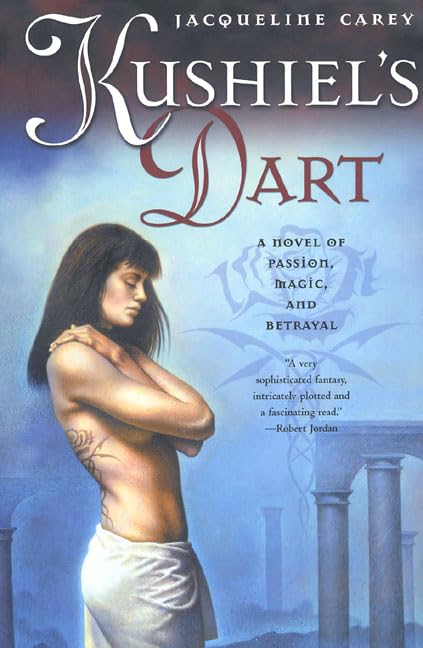 JACQUELINE CAREY
KUSHIEL'S
DART
A NOVEL OF
PASSION,
MAGIC,
AND
BETRAYAL
"A very
sophisticated fantasy,
intricately plotted and
a fascinating read."
—Robert Jordan